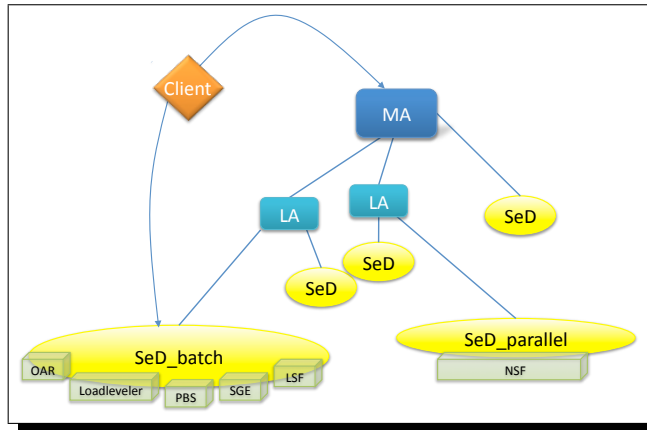 Client
MA
LA
LA
SeD
SeD
SeD
SeD_batch
SeD_parallel
OAR
Loadleveler
PBS
SGE
LSF
NSF